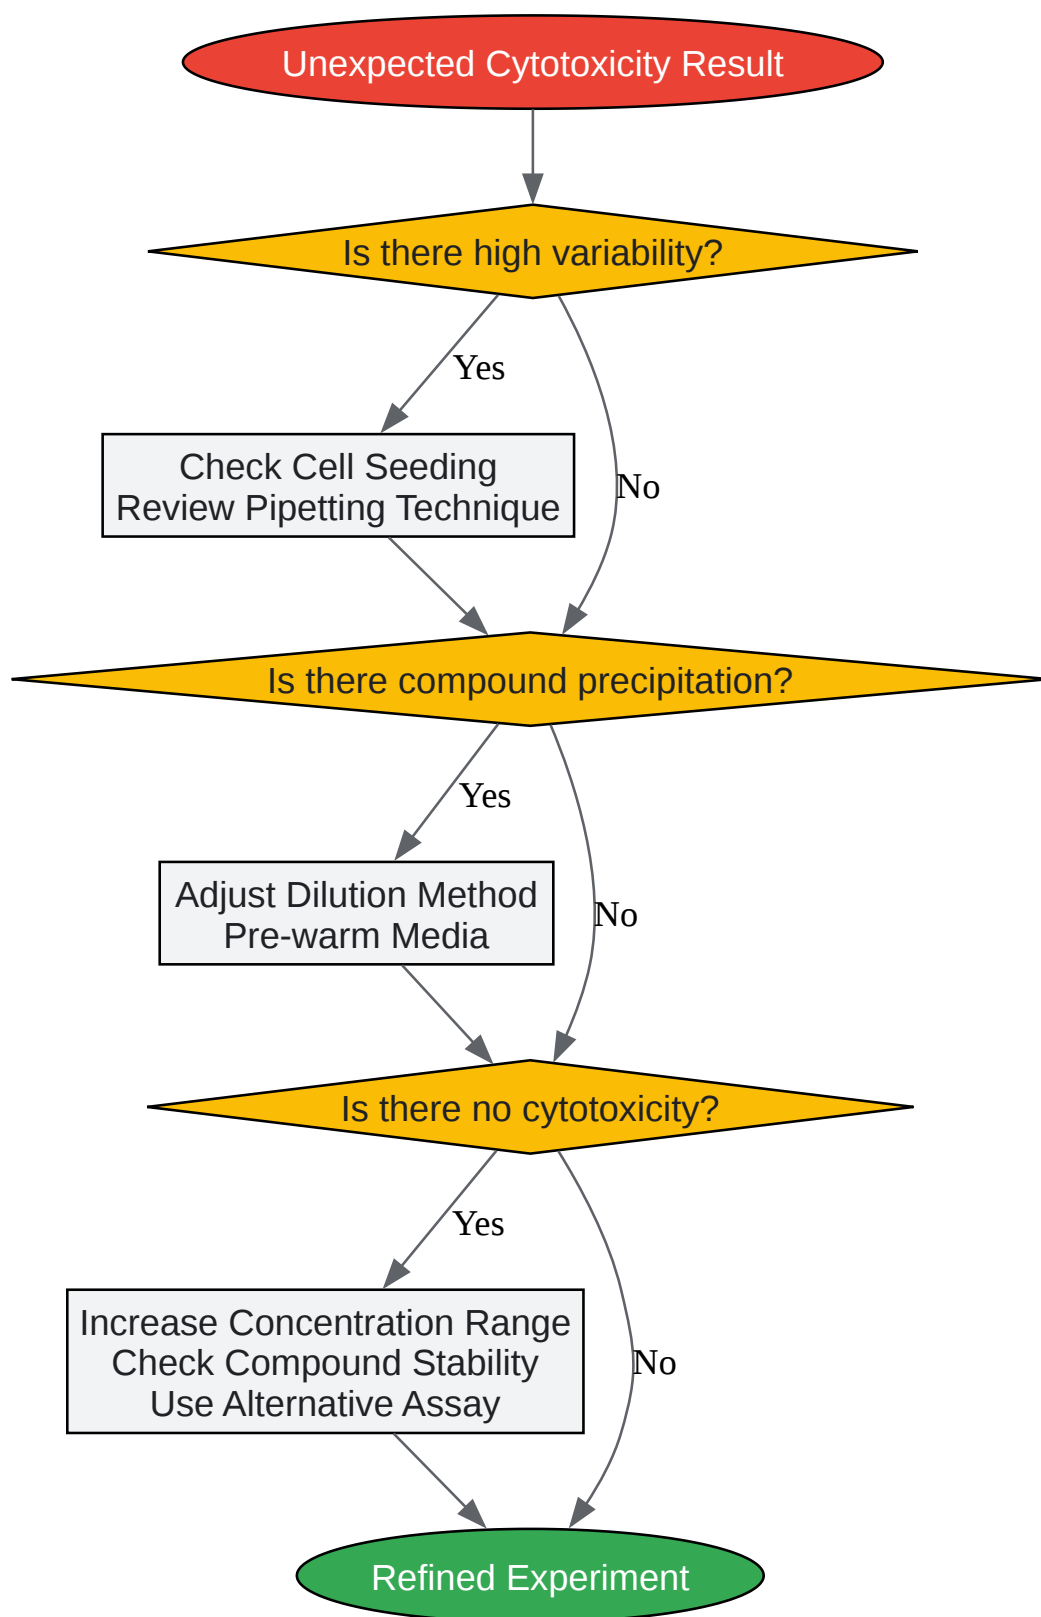 Unexpected Cytotoxicity Result
Is there high variability?
Yes
Check Cell Seeding
Review Pipetting Technique
No
Is there compound precipitation?
Yes
Adjust Dilution Method
Pre-warm Media
No
Is there no cytotoxicity?
Yes
Increase Concentration Range
Check Compound Stability
Use Alternative Assay
No
Refined Experiment